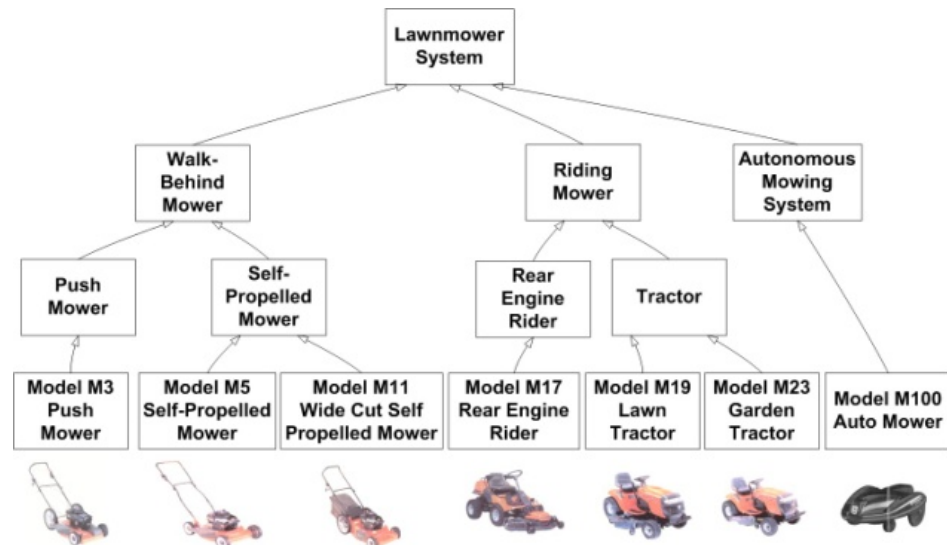 Lawnmower
System
Walk-
Behind
Mower
Riding
Mower
Autonomous
Mowing
System
Push
Mower
Self-
Propelled
Mower
Rear
Engine
Rider
Tractor
Model M3
Push
Mower
Model M5
Self-Propelled
Mower
Model M11
Wide Cut Self
Propelled Mower
Model M17
Rear Engine
Rider
Model M19
Lawn
Tractor
Model M23
Garden
Tractor
Model M100
Auto Mower